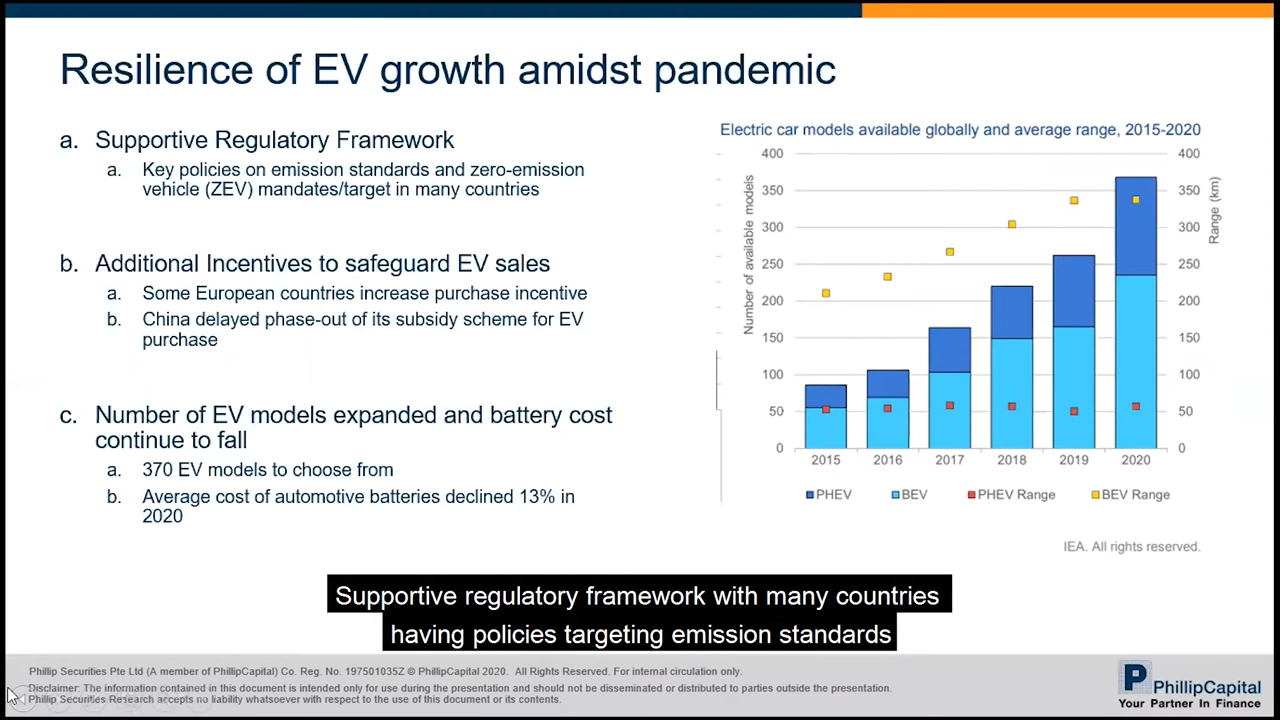 Resilience of EV growth amidst pandemic
a. Supportive Regulatory Framework
a. Key policies on emission standards and zero-emission
vehicle (ZEV) mandates/target in many countries
b. Additional Incentives to safeguard EV sales
a. Some European countries increase purchase incentive
b. China delayed phase-out of its subsidy scheme for EV
purchase
c. Number of EV models expanded and battery cost
continue to fall
a. 370 EV models to choose from
b. Average cost of automotive batteries declined 13% in
2020
Electric car models available globally and average range, 2015-2020
Number of available models
400
350
300
250
200
150
100
50
0
400
350
300
250
200
150
100
50
0
Range (km)
2015 2016 2017 2018 2019 2020
PHEV BEV PHEV Range BEV Range
IEA. All rights reserved.
Supportive regulatory framework with many countries
having policies targeting emission standards
Phillip Securities Pte Ltd (A member of PhillipCapital) Co. Reg. No. 197501035Z © PhillipCapital 2020. All Rights Reserved. For internal circulation only.
Disclaimer: The information contained in this document is intended only for use during the presentation and should not be disseminated or distributed to parties outside the presentation.
Phillip Securities Research accepts no liability whatsoever with respect to the use of this document or its contents.
PhillipCapital
Your Partner In Finance